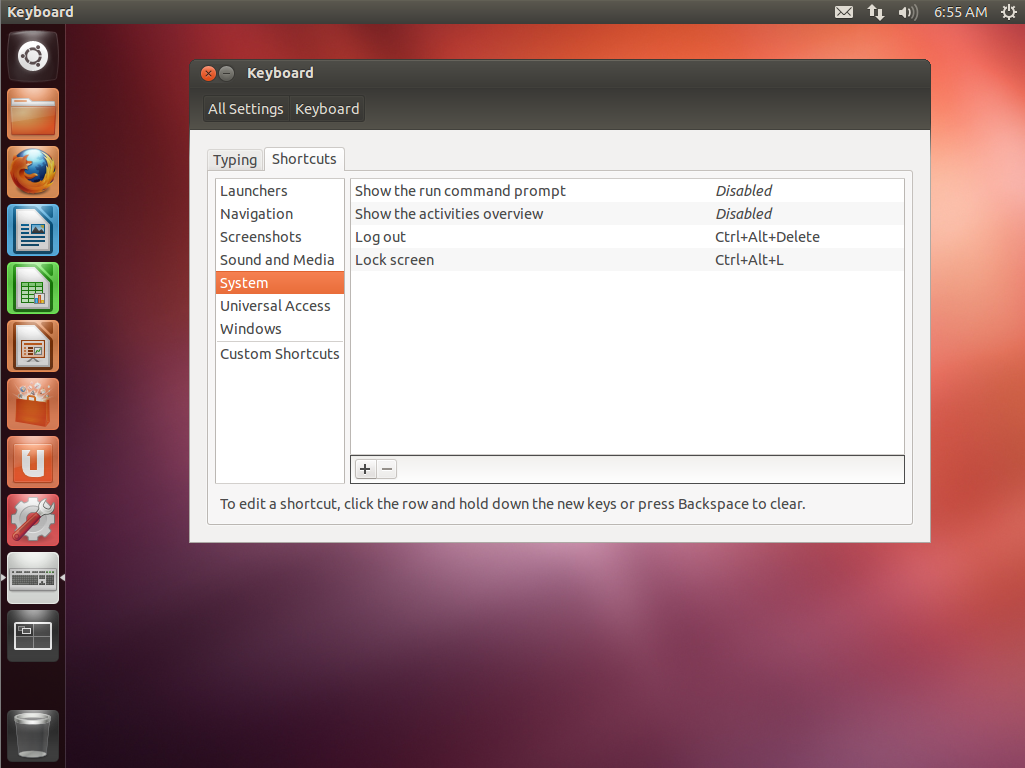 Keyboard
6:55 AM
Keyboard
All Settings
Keyboard
Typing
Shortcuts
Launchers
Navigation
Screenshots
Sound and Media
System
Universal Access
Windows
Custom Shortcuts
Show the run command prompt Disabled
Show the activities overview Disabled
Log out Ctrl+Alt+Delete
Lock screen Ctrl+Alt+L
To edit a shortcut, click the row and hold down the new keys or press Backspace to clear.